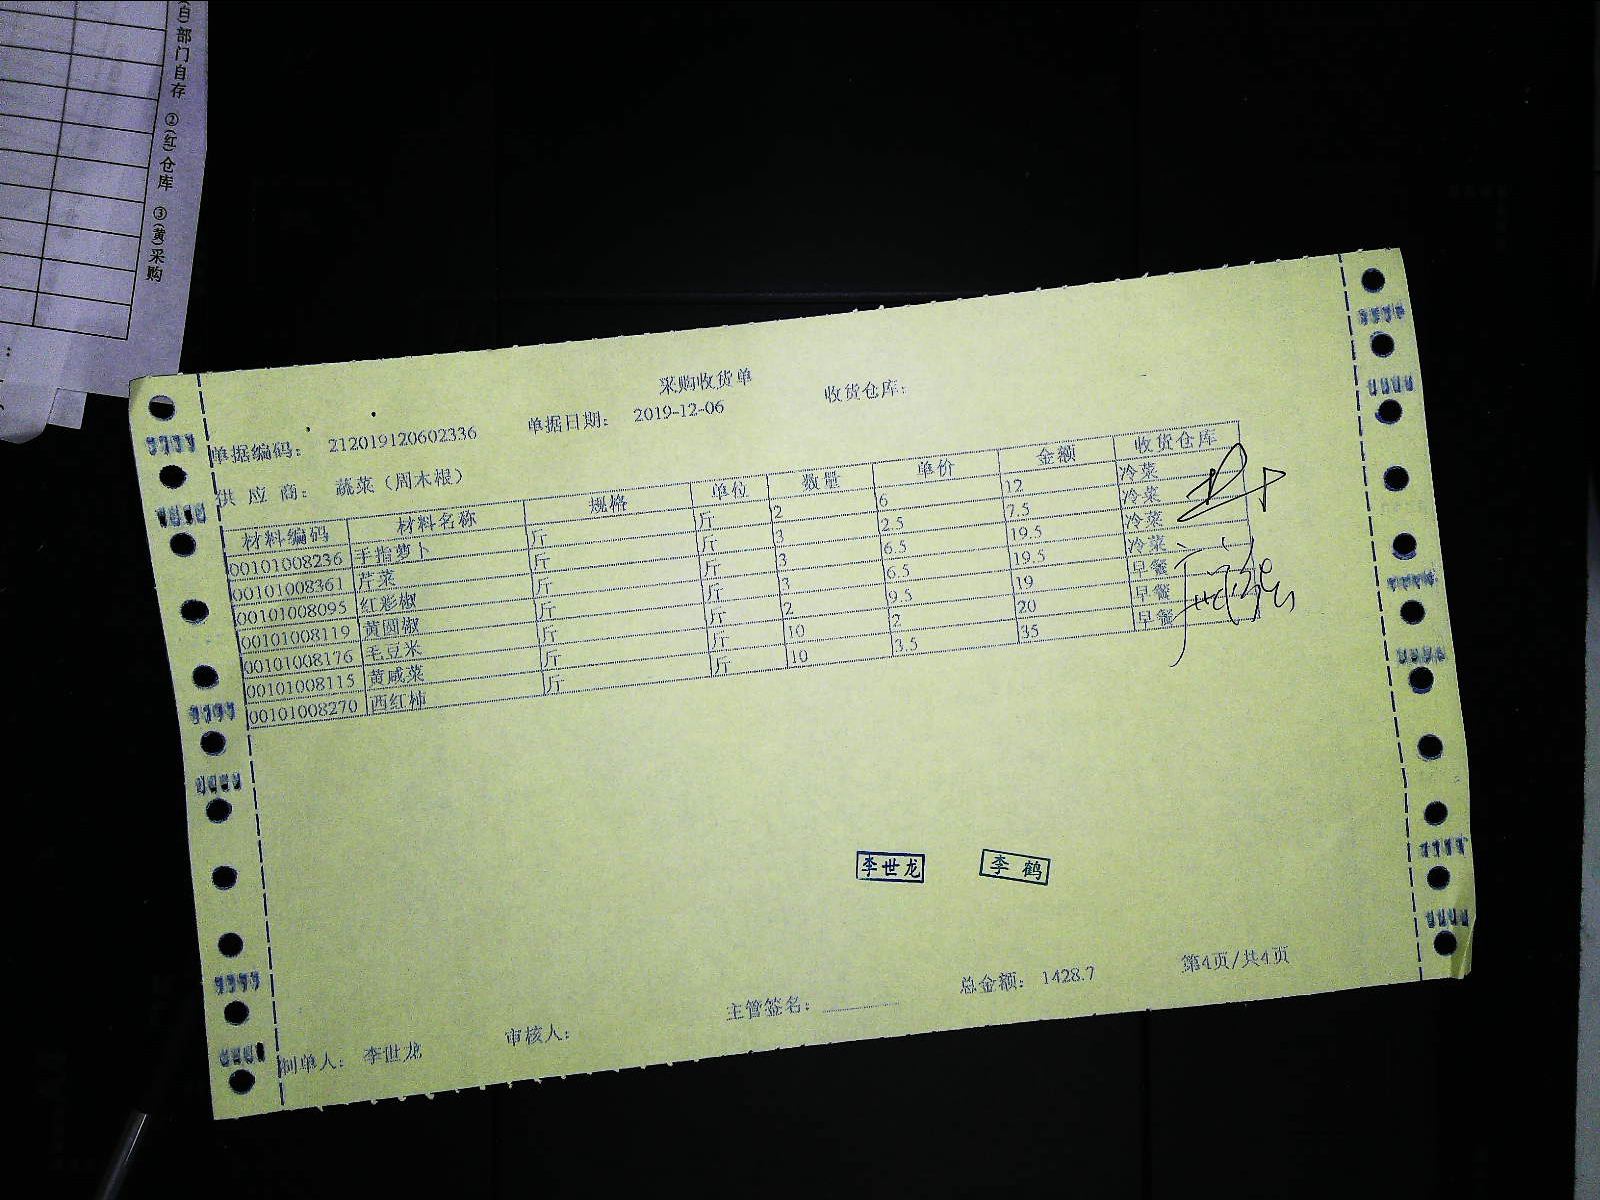 (白)部门自存 ②(红)仓库 ③(黄)采购
采购收货单
单据编码： 212019120602336 单据日期： 2019-12-06 收货仓库：
供 应 商： 蔬菜（周木根）
材料编码 材料名称 规格 单位 数量 单价 金额 收货仓库
00101008236 手指萝卜 斤 斤 2 6 12 冷菜
00101008361 芹菜 斤 斤 3 2.5 7.5 冷菜
00101008095 红彩椒 斤 斤 3 6.5 19.5 冷菜
00101008119 黄圆椒 斤 斤 3 6.5 19.5 冷菜
00101008176 毛豆米 斤 斤 2 9.5 19 早餐
00101008115 黄咸菜 斤 斤 10 2 20 早餐
00101008270 西红柿 斤 斤 10 3.5 35 早餐
李世龙 李鹤
制单人： 李世龙 审核人： 主管签名： 总金额： 1428.7 第4页/共4页